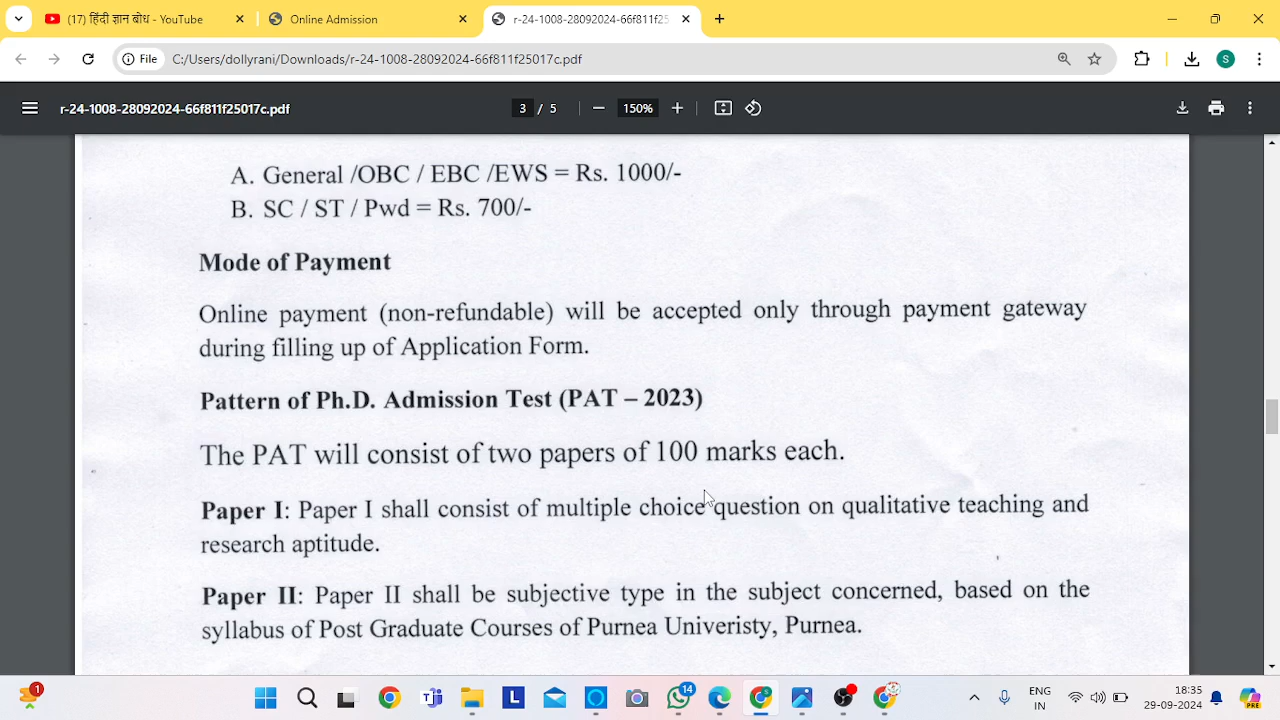 (17) हिंदी ज्ञान बोध - YouTube
Online Admission
r-24-1008-28092024-66f811f25
File
C:/Users/dollyrani/Downloads/r-24-1008-28092024-66f811f25017c.pdf
S
r-24-1008-28092024-66f811f25017c.pdf
3 / 5
150%
A. General /OBC / EBC /EWS = Rs. 1000/-
B. SC / ST / Pwd = Rs. 700/-
Mode of Payment
Online payment (non-refundable) will be accepted only through payment gateway
during filling up of Application Form.
Pattern of Ph.D. Admission Test (PAT – 2023)
The PAT will consist of two papers of 100 marks each.
Paper I: Paper I shall consist of multiple choice question on qualitative teaching and
research aptitude.
Paper II: Paper II shall be subjective type in the subject concerned, based on the
syllabus of Post Graduate Courses of Purnea Univeristy, Purnea.
1
L
14
S
ENG
IN
18:35
29-09-2024
PRE